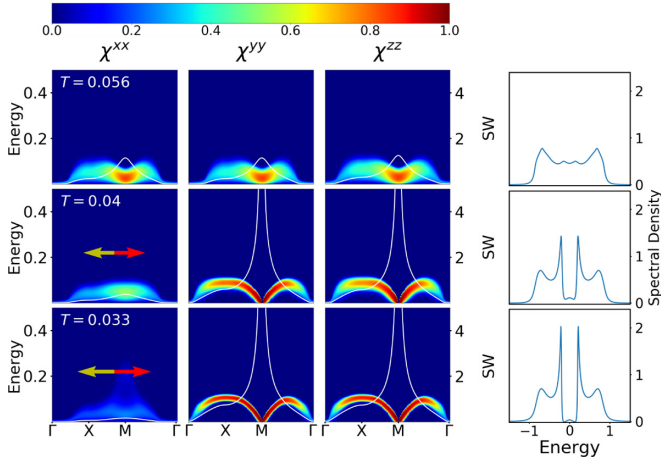 0.0 0.2 0.4 0.6 0.8 1.0
χ^xx χ^yy χ^zz
T = 0.056
Energy
0.4
0.2
4
2
SW
2
1
0
T = 0.04
Energy
0.4
0.2
4
2
SW
2
1
0
Spectral Density
T = 0.033
Energy
0.4
0.2
4
2
SW
2
1
0
Γ X M Γ
Γ X M Γ
Γ X M Γ
−1 0 1
Energy